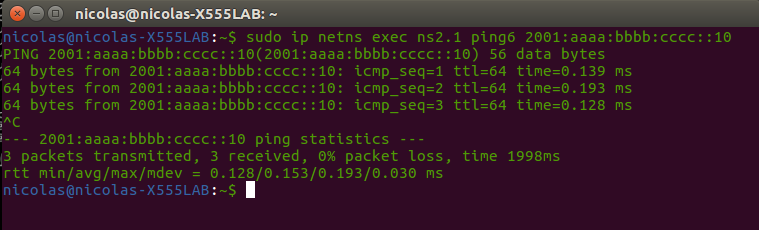 nicolas@nicolas-X555LAB: ~
nicolas@nicolas-X555LAB:~$ sudo ip netns exec ns2.1 ping6 2001:aaaa:bbbb:cccc::10
PING 2001:aaaa:bbbb:cccc::10(2001:aaaa:bbbb:cccc::10) 56 data bytes
64 bytes from 2001:aaaa:bbbb:cccc::10: icmp_seq=1 ttl=64 time=0.139 ms
64 bytes from 2001:aaaa:bbbb:cccc::10: icmp_seq=2 ttl=64 time=0.193 ms
64 bytes from 2001:aaaa:bbbb:cccc::10: icmp_seq=3 ttl=64 time=0.128 ms
^C
--- 2001:aaaa:bbbb:cccc::10 ping statistics ---
3 packets transmitted, 3 received, 0% packet loss, time 1998ms
rtt min/avg/max/mdev = 0.128/0.153/0.193/0.030 ms
nicolas@nicolas-X555LAB:~$